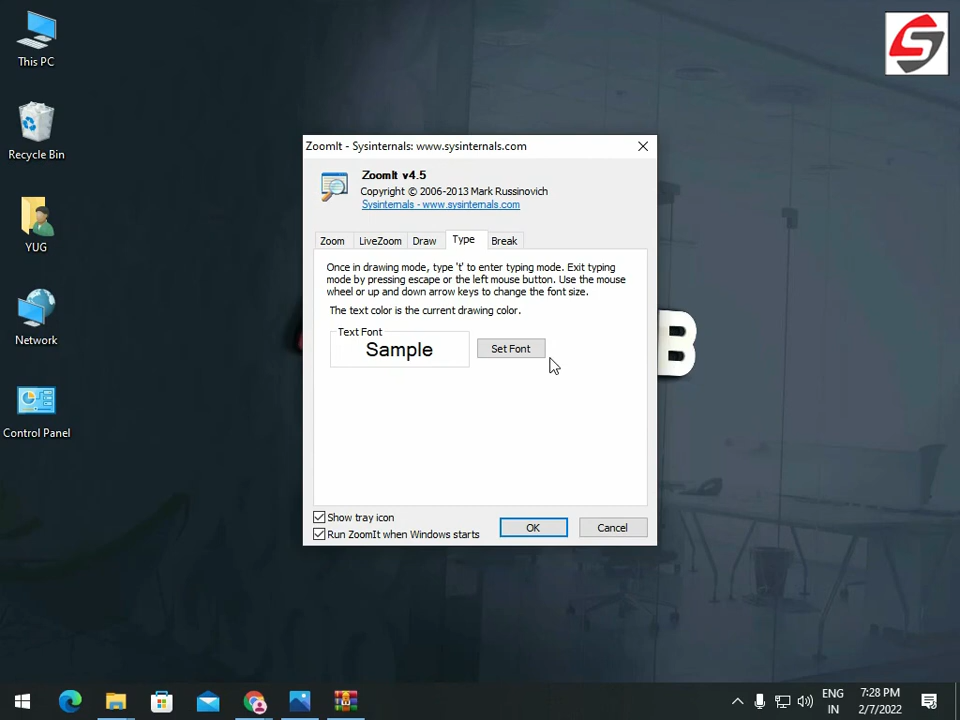 This PC
Recycle Bin
YUG
Network
Control Panel
ZoomIt - Sysinternals: www.sysinternals.com
ZoomIt v4.5
Copyright © 2006-2013 Mark Russinovich
Sysinternals - www.sysinternals.com
Zoom LiveZoom Draw Type Break
Once in drawing mode, type 't' to enter typing mode. Exit typing
mode by pressing escape or the left mouse button. Use the mouse
wheel or up and down arrow keys to change the font size.
The text color is the current drawing color.
Text Font
Sample
Set Font
Show tray icon
Run ZoomIt when Windows starts
OK
Cancel
B
ENG
IN
7:28 PM
2/7/2022